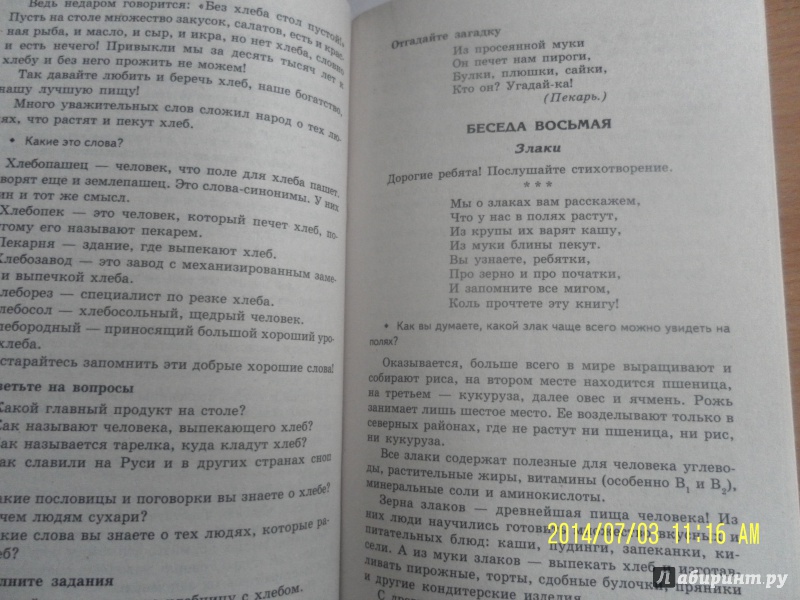 Ведь недаром говорится: «Без хлеба стол пустой!»
Пусть на столе множество закусок, салатов, есть и крас-
ная рыба, и масло, и сыр, и икра, но нет хлеба, словно
и есть нечего! Привыкли мы за десять тысяч лет к
хлебу и без него прожить не можем!
Так давайте любить и беречь хлеб, наше богатство,
нашу лучшую пищу!
Много уважительных слов сложил народ о тех лю-
дях, что растят и пекут хлеб.
• Какие это слова?
Хлебопашец — человек, что поле для хлеба пашет,
ворят еще и землепашец. Это слова-синонимы. У них
ин и тот же смысл.
Хлебопек — это человек, который печет хлеб, по-
тому его называют пекарем.
Пекарня — здание, где выпекают хлеб.
Хлебозавод — это завод с механизированным заме-
и выпечкой хлеба.
леборез — специалист по резке хлеба.
лебосол — хлебосольный, щедрый человек.
лебородный — приносящий большой хороший уро-
хлеба.
старайтесь запомнить эти добрые хорошие слова!
ветьте на вопросы
Какой главный продукт на столе?
Как называют человека, выпекающего хлеб?
ак называется тарелка, куда кладут хлеб?
ак славили на Руси и в других странах сноп
акие пословицы и поговорки вы знаете о хлебе?
чем людям сухари?
акие слова вы знаете о тех людях, которые ра-
леб?
лните задания
с хлебом.
Отгадайте загадку
Из просеянной муки
Он печет нам пироги,
Булки, плюшки, сайки,
Кто он? Угадай-ка!
(Пекарь.)
БЕСЕДА ВОСЬМАЯ
Злаки
Дорогие ребята! Послушайте стихотворение.
* * *
Мы о злаках вам расскажем,
Что у нас в полях растут,
Из крупы их варят кашу,
Из муки блины пекут.
Вы узнаете, ребятки,
Про зерно и про початки,
И запомните все мигом,
Коль прочтете эту книгу!
• Как вы думаете, какой злак чаще всего можно увидеть на
полях?
Оказывается, больше всего в мире выращивают и
собирают риса, на втором месте находится пшеница,
на третьем — кукуруза, далее овес и ячмень. Рожь
занимает лишь шестое место. Ее возделывают только в
северных районах, где не растут ни пшеница, ни рис,
ни кукуруза.
Все злаки содержат полезные для человека углево-
ды, растительные жиры, витамины (особенно B₁ и B₂),
минеральные соли и аминокислоты.
Зерна злаков — древнейшая пища человека! Из
них люди научились готовить вкусных и
питательных блюд: каши, пудинги, запеканки, ки-
сели. А из муки злаков — выпекать хлеб и изготав-
ливать пирожные, торты, сдобные булочки, пряники
и другие кондитерские изделия.
2014/07/03 11:16 AM
Лабиринт.ру